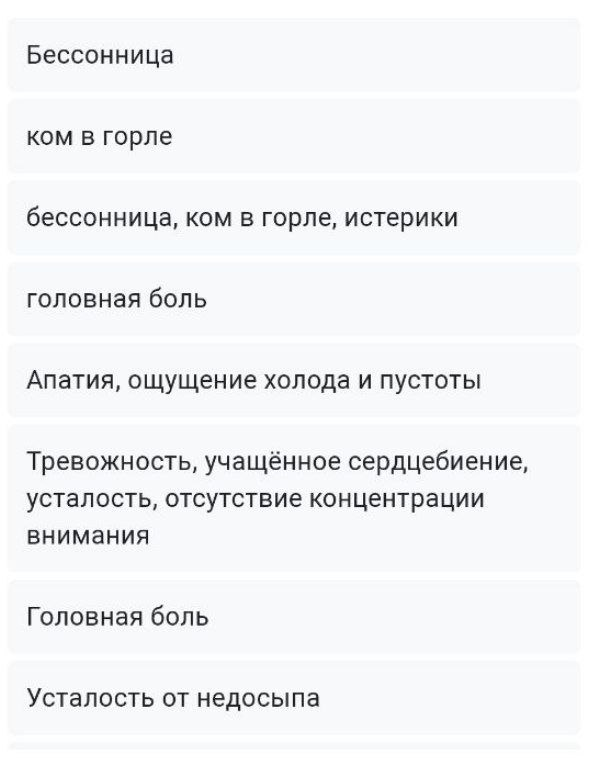 Бессонница
ком в горле
бессонница, ком в горле, истерики
головная боль
Апатия, ощущение холода и пустоты
Тревожность, учащённое сердцебиение,
усталость, отсутствие концентрации
внимания
Головная боль
Усталость от недосыпа